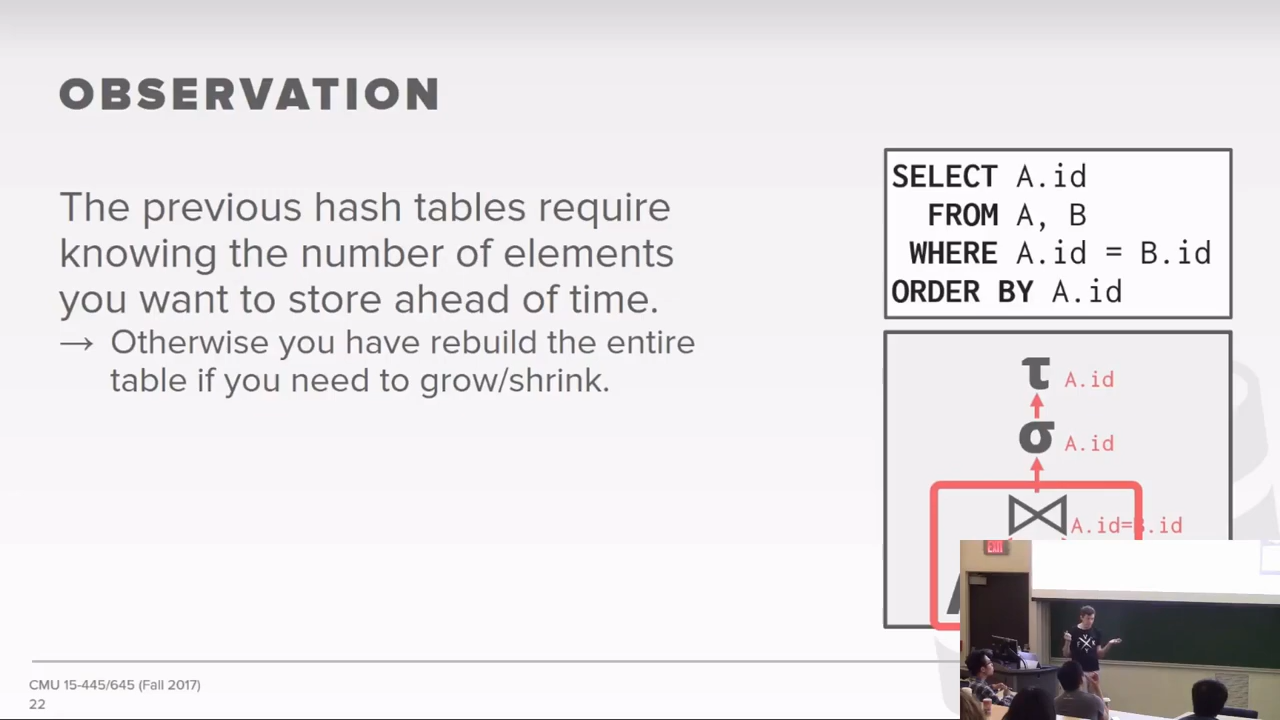 OBSERVATION
The previous hash tables require
knowing the number of elements
you want to store ahead of time.
→ Otherwise you have rebuild the entire
table if you need to grow/shrink.
SELECT A.id
FROM A, B
WHERE A.id = B.id
ORDER BY A.id
τ A.id
σ A.id
⋈ A.id=B.id
EXIT
CMU 15-445/645 (Fall 2017)
22